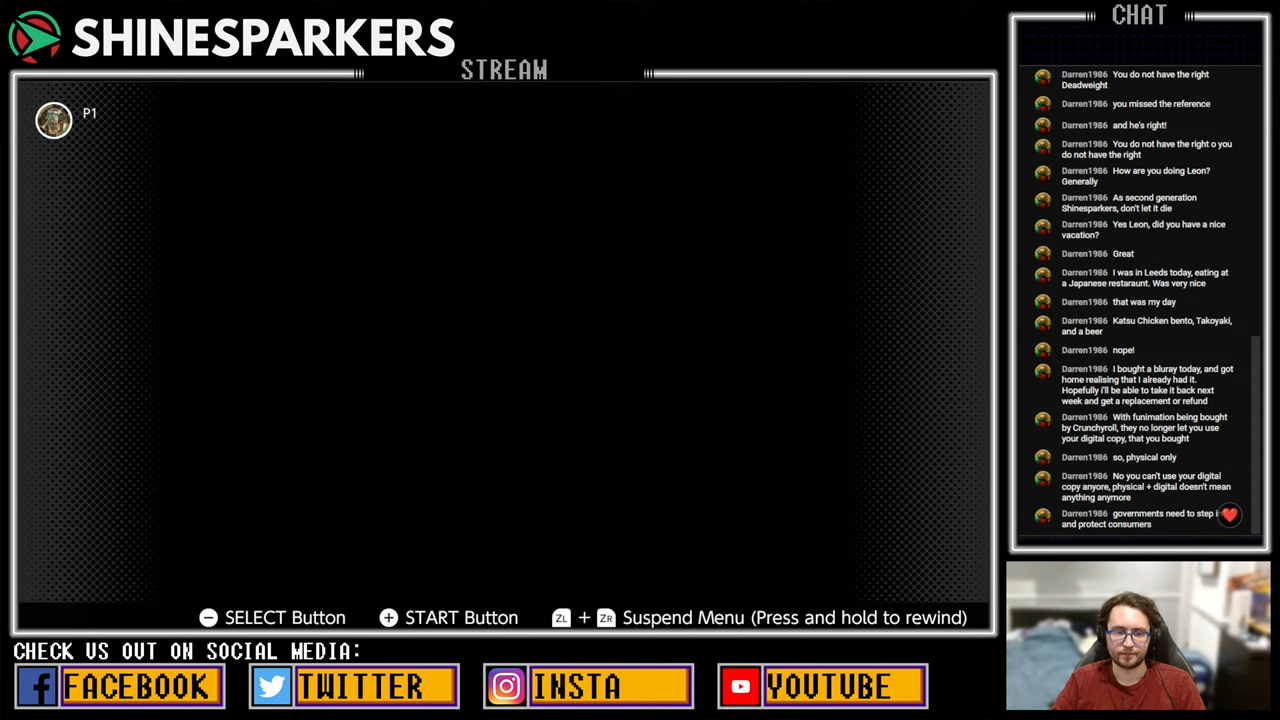 SHINESPARKERS
STREAM
CHAT
P1
Darren1986 You do not have the right
Deadweight
Darren1986 you missed the reference
Darren1986 and he's right!
Darren1986 You do not have the right o you
do not have the right
Darren1986 How are you doing Leon?
Generally
Darren1986 As second generation
Shinesparkers, don't let it die
Darren1986 Yes Leon, did you have a nice
vacation?
Darren1986 Great
Darren1986 I was in Leeds today, eating at
a Japanese restaraunt. Was very nice
Darren1986 that was my day
Darren1986 Katsu Chicken bento, Takoyaki,
and a beer
Darren1986 nope!
Darren1986 I bought a bluray today, and got
home realising that I already had it.
Hopefully i'll be able to take it back next
week and get a replacement or refund
Darren1986 With funimation being bought
by Crunchyroll, they no longer let you use
your digital copy, that you bought
Darren1986 so, physical only
Darren1986 No you can't use your digital
copy anyore, physical + digital doesn't mean
anything anymore
Darren1986 governments need to step
and protect consumers
SELECT Button
START Button
ZL + ZR Suspend Menu (Press and hold to rewind)
CHECK US OUT ON SOCIAL MEDIA:
FACEBOOK
TWITTER
INSTA
YOUTUBE